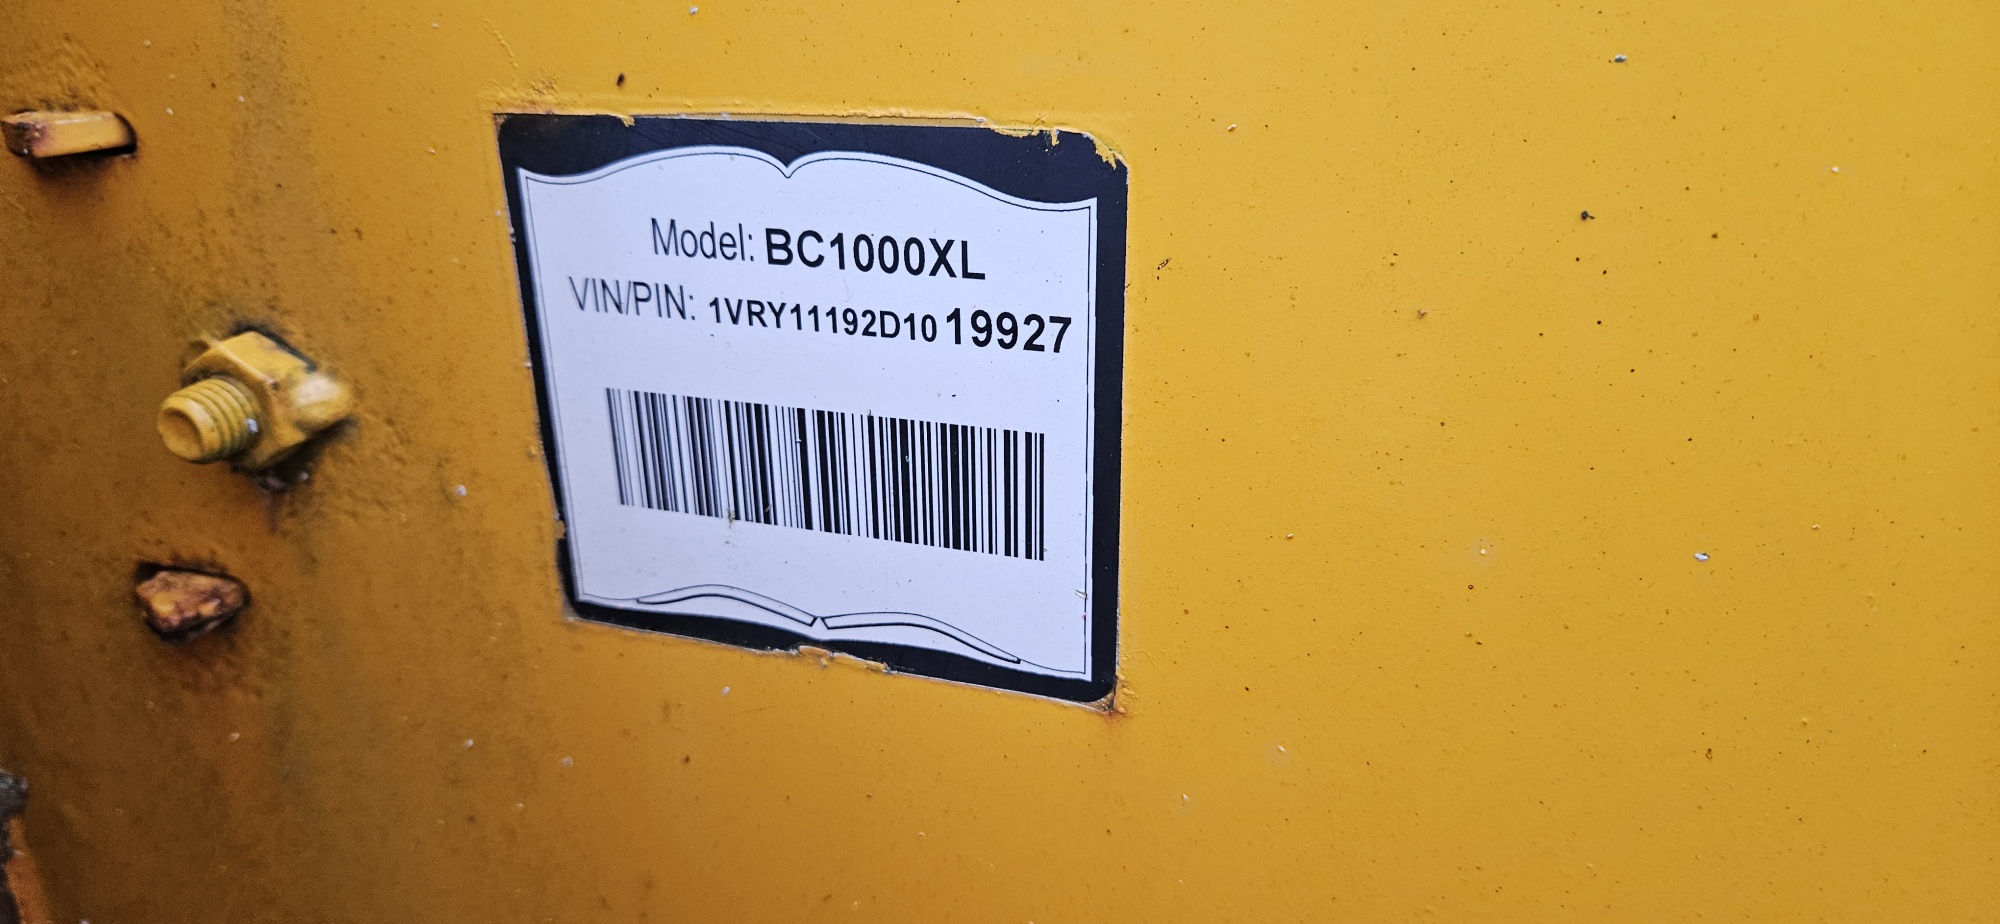 Model: BC1000XL
VIN/PIN: 1VRY11192D1019927